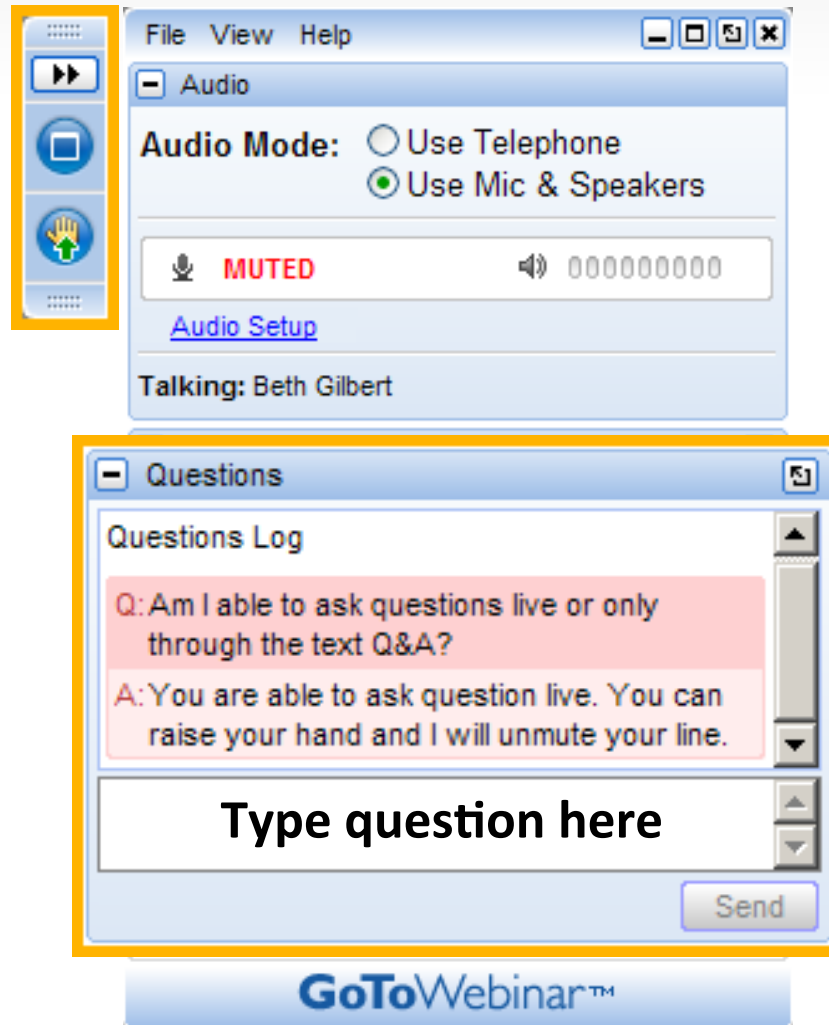 File View Help
Audio
Audio Mode: Use Telephone
Use Mic & Speakers
MUTED 000000000
Audio Setup
Talking: Beth Gilbert
Questions
Questions Log
Q: Am I able to ask questions live or only
through the text Q&A?
A: You are able to ask question live. You can
raise your hand and I will unmute your line.
Type question here
Send
GoToWebinar™